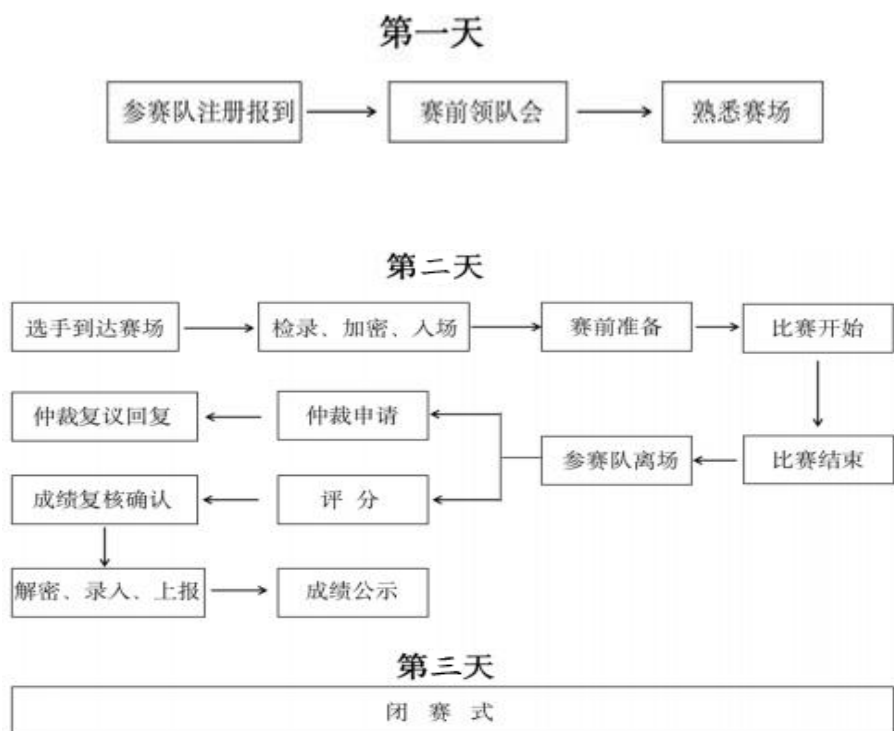 第一天
参赛队注册报到 赛前领队会 熟悉赛场
第二天
选手到达赛场 检录、加密、入场 赛前准备 比赛开始
仲裁复议回复 仲裁申请
参赛队离场 比赛结束
成绩复核确认 评 分
解密、录入、上报 成绩公示
第三天
闭 赛 式